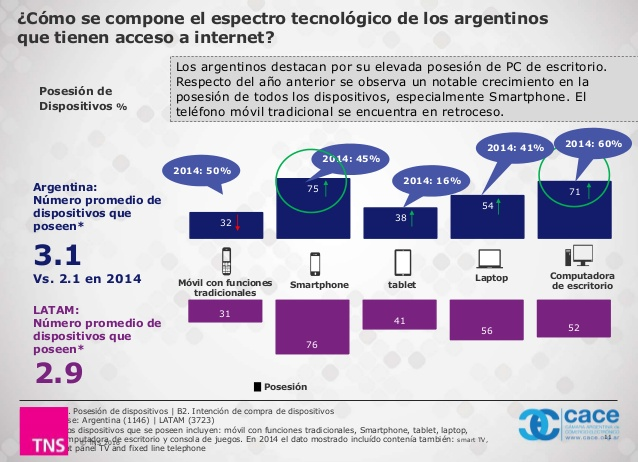 ¿Cómo se compone el espectro tecnológico de los argentinos
que tienen acceso a internet?
Posesión de
Dispositivos %
Los argentinos destacan por su elevada posesión de PC de escritorio.
Respecto del año anterior se observa un notable crecimiento en la
posesión de todos los dispositivos, especialmente Smartphone. El
teléfono móvil tradicional se encuentra en retroceso.
2014: 50%
2014: 45%
2014: 16%
2014: 41%
2014: 60%
Argentina:
Número promedio de
dispositivos que
poseen*
3.1
Vs. 2.1 en 2014
32
75
38
54
71
Móvil con funciones
tradicionales
Smartphone
tablet
Laptop
Computadora
de escritorio
LATAM:
Número promedio de
dispositivos que
poseen*
2.9
31
76
41
56
52
Posesión
. Posesión de dispositivos | B2. Intención de compra de dispositivos
se: Argentina (1146) | LATAM (3723)
os dispositivos que se poseen incluyen: móvil con funciones tradicionales, Smartphone, tablet, laptop,
mputadora de escritorio y consola de juegos. En 2014 el dato mostrado incluído contenía también: smart TV,
t panel TV and fixed line telephone
TNS
cace
CÁMARA ARGENTINA DE
COMERCIO ELECTRÓNICO
www.cace.org.ar
11